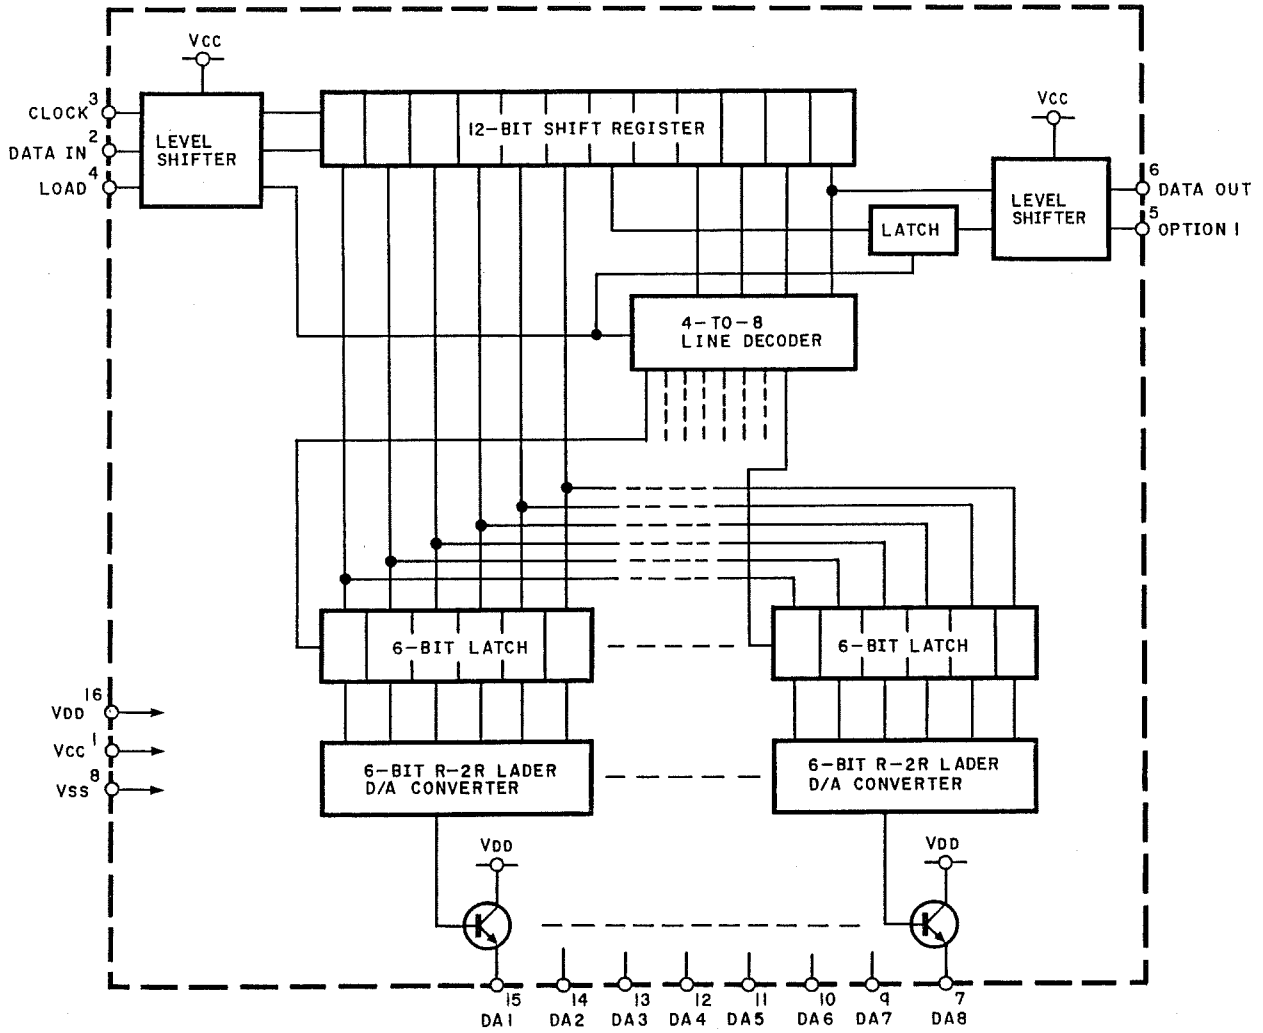 VCC
CLOCK 3
DATA IN 2
LOAD 4
LEVEL
SHIFTER
12-BIT SHIFT REGISTER
VCC
LEVEL
SHIFTER
6
DATA OUT
5
OPTION 1
LATCH
4-TO-8
LINE DECODER
6-BIT LATCH
6-BIT LATCH
VDD 16
VCC 1
VSS 8
6-BIT R-2R LADER
D/A CONVERTER
6-BIT R-2R LADER
D/A CONVERTER
VDD
VDD
15 14 13 12 11 10 9 7
DA1 DA2 DA3 DA4 DA5 DA6 DA7 DA8